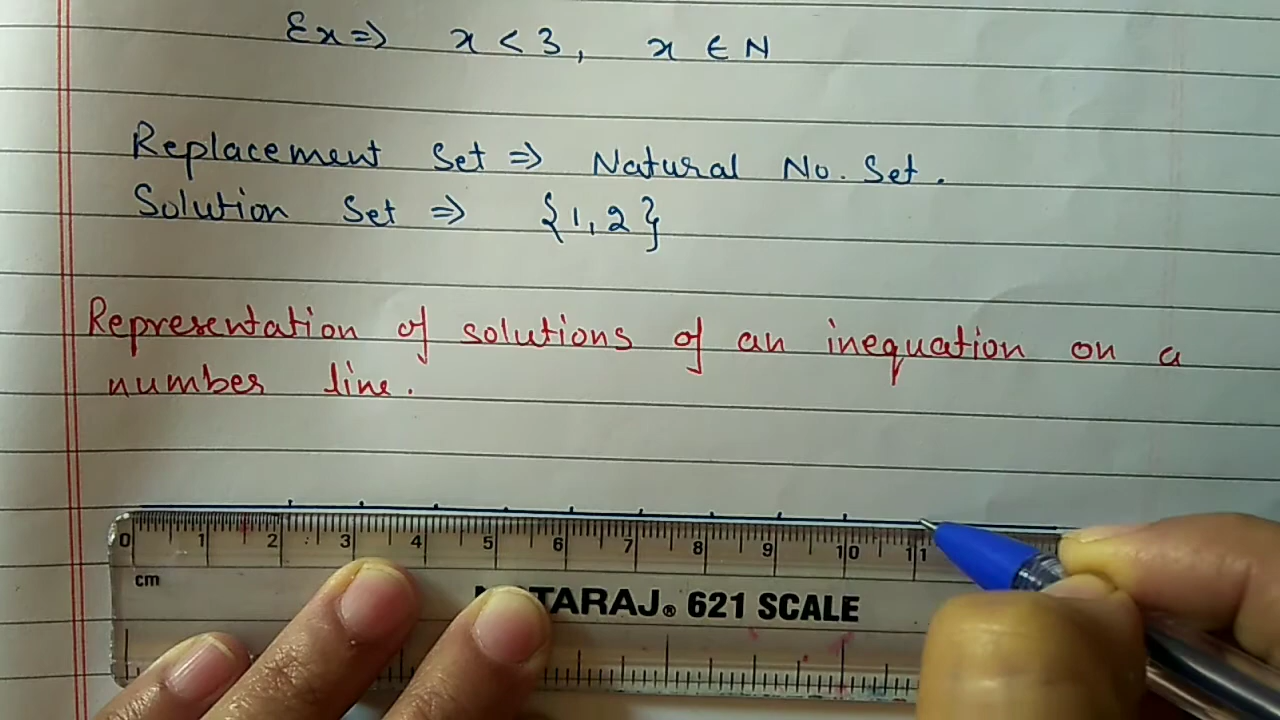 Ex⇒ x < 3, x ∈ N
Replacement Set ⇒ Natural No. Set.
Solution Set ⇒ {1, 2}
Representation of solutions of an inequation on a
number line.
0 1 2 3 4 5 6 7 8 9 10 11
cm
TARAJ® 621 SCALE